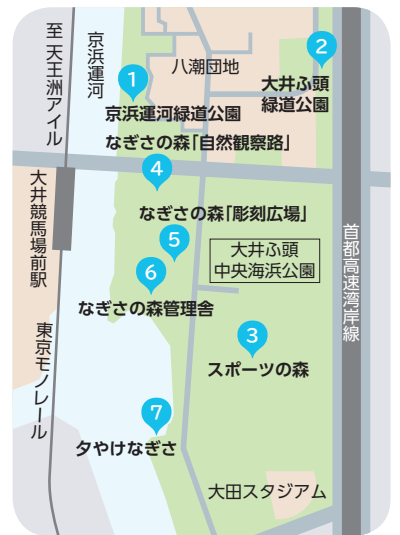 至 天王洲アイル
京浜運河
八潮団地
2
大井ふ頭
緑道公園
1
京浜運河緑道公園
なぎさの森「自然観察路」
4
大井競馬場前駅
なぎさの森「彫刻広場」
5
大井ふ頭
中央海浜公園
首都高速湾岸線
6
なぎさの森管理舎
3
スポーツの森
東京モノレール
7
夕やけなぎさ
大田スタジアム